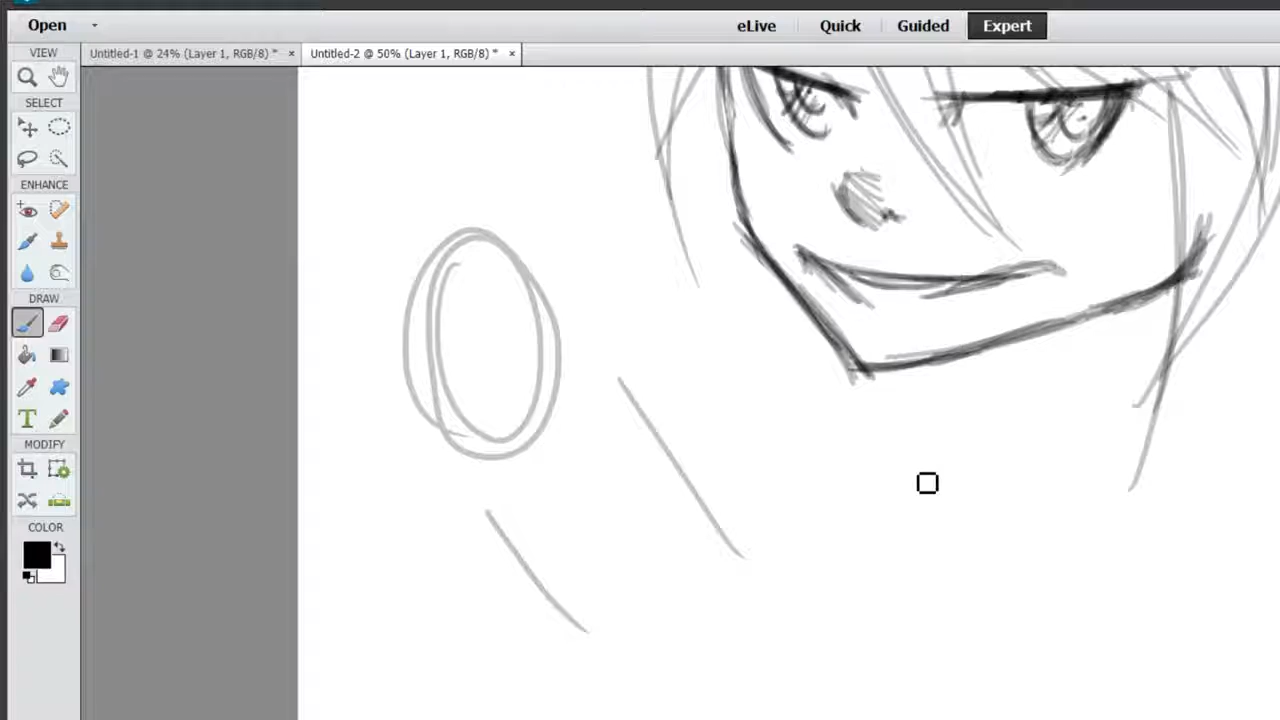 Open eLive Quick Guided Expert
VIEW Untitled-1 @ 24% (Layer 1, RGB/8) * × Untitled-2 @ 50% (Layer 1, RGB/8) * ×
SELECT
ENHANCE
DRAW
T
MODIFY
COLOR